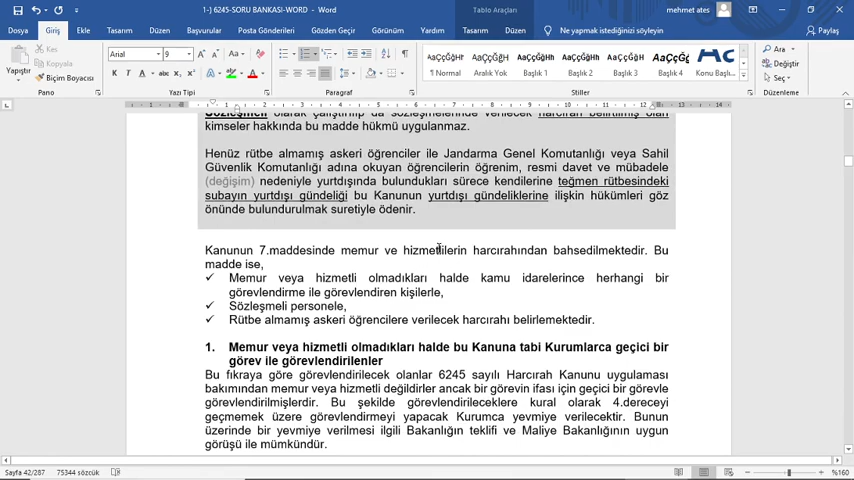 1-) 6245-SORU BANKASI-WORD - Word
Tablo Araçları
mehmet ates
Dosya Giriş Ekle Başvurular Posta Gönderileri Görünüm Yardım Tasarım Düzen Ne yapmak istediğinizi söyleyin Paylaş
Tasarım Düzen Gözden Geçir
Kes
Kopyala
Yapıştır
Biçim Boyacısı
Arial 9
AaÇçĞğH AaÇçĞğH AaÇçĞğH AaÇçĞğH AaÇçĞğH
¶ Normal Aralık Yok Başlık 1 Başlık 3 Başlık 4 Konu Başlı...
Ara
Değiştir
Seç
Pano Yazı Tipi Paragraf Stiller Düzenleme
Sözleşmeli olarak çalıştırılıp da sözleşmelerinde verilecek harcırah belirtilmiş olan
kimseler hakkında bu madde hükmü uygulanmaz.
Henüz rütbe almamış askeri öğrenciler ile Jandarma Genel Komutanlığı veya Sahil
Güvenlik Komutanlığı adına okuyan öğrencilerin öğrenim, resmi davet ve mübadele
(değişim) nedeniyle yurtdışında bulundukları sürece kendilerine teğmen rütbesindeki
subayın yurtdışı gündeliği bu Kanunun yurtdışı gündeliklerine ilişkin hükümleri göz
önünde bulundurulmak suretiyle ödenir.
Kanunun 7.maddesinde memur ve hizmetlilerin harcırahından bahsedilmektedir. Bu
madde ise,
✓ Memur veya hizmetli olmadıkları halde kamu idarelerince herhangi bir
görevlendirme ile görevlendiren kişilerle,
✓ Sözleşmeli personele,
✓ Rütbe almamış askeri öğrencilere verilecek harcırahı belirlemektedir.
1. Memur veya hizmetli olmadıkları halde bu Kanuna tabi Kurumlarca geçici bir
görev ile görevlendirilenler
Bu fıkraya göre görevlendirilecek olanlar 6245 sayılı Harcırah Kanunu uygulaması
bakımından memur veya hizmetli değildirler ancak bir görevin ifası için geçici bir görevle
görevlendirilmişlerdir. Bu şekilde görevlendirileceklere kural olarak 4.dereceyi
geçmemek üzere görevlendirmeyi yapacak Kurumca yevmiye verilecektir. Bunun
üzerinde bir yevmiye verilmesi ilgili Bakanlığın teklifi ve Maliye Bakanlığının uygun
görüşü ile mümkündür.
Sayfa 42/287 75344 sözcük %160